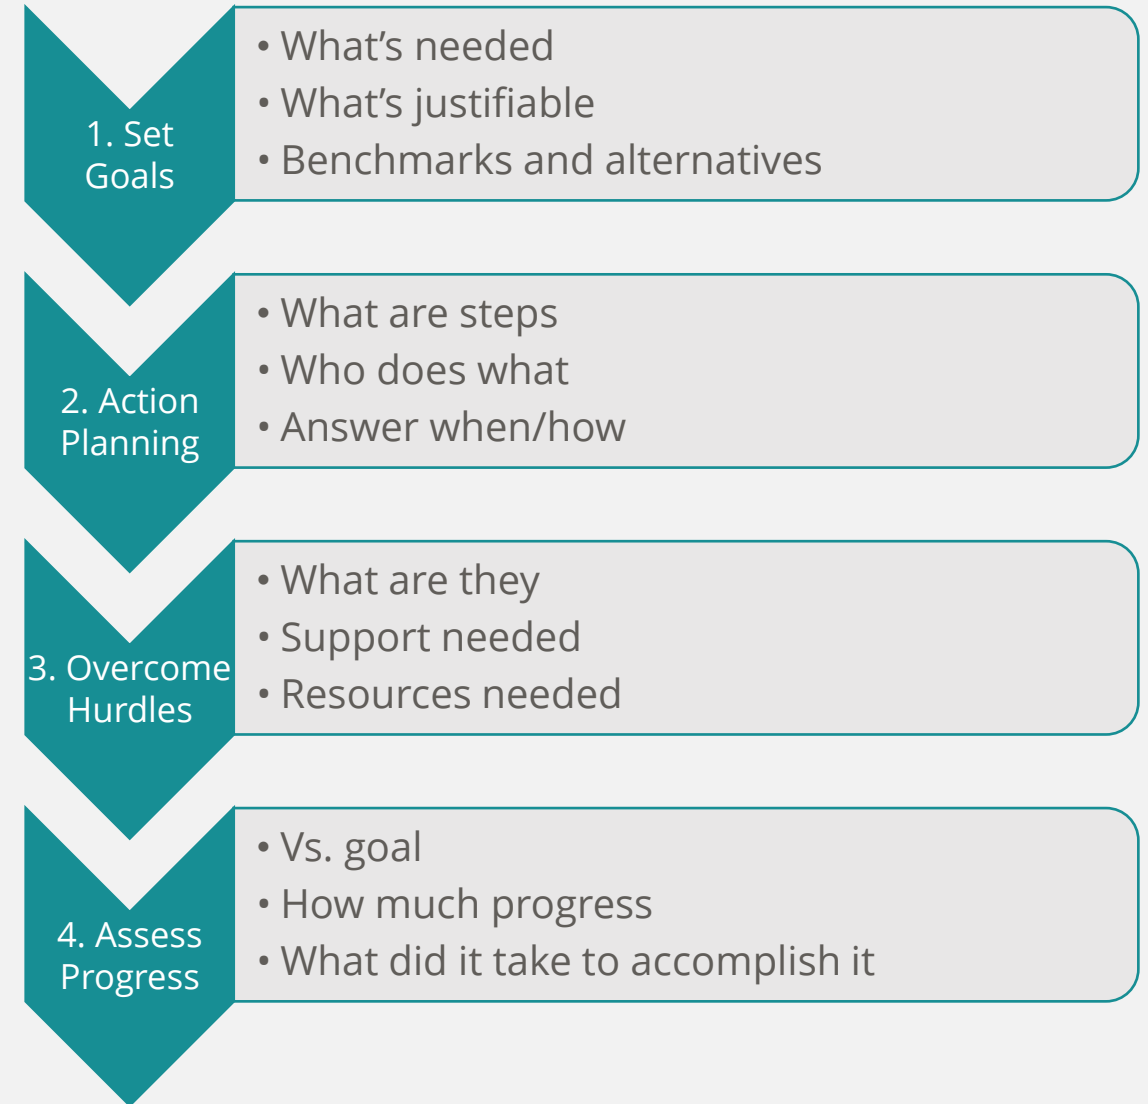 1. Set
Goals
• What’s needed
• What’s justifiable
• Benchmarks and alternatives
2. Action
Planning
• What are steps
• Who does what
• Answer when/how
3. Overcome
Hurdles
• What are they
• Support needed
• Resources needed
4. Assess
Progress
• Vs. goal
• How much progress
• What did it take to accomplish it